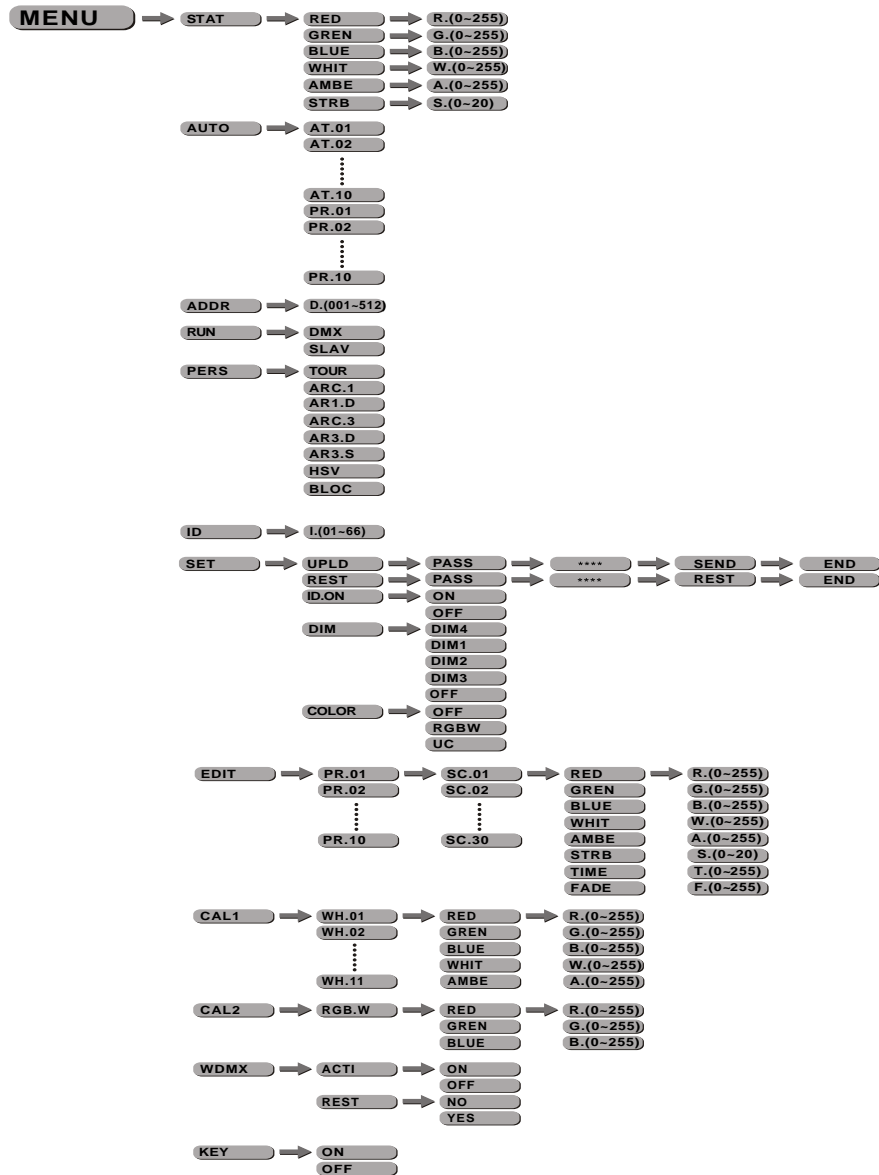 MENU STAT RED R.(0~255)
GREN G.(0~255)
BLUE B.(0~255)
WHIT W.(0~255)
AMBE A.(0~255)
STRB S.(0~20)
AUTO AT.01
AT.02
AT.10
PR.01
PR.02
PR.10
ADDR D.(001~512)
RUN DMX
SLAV
PERS TOUR
ARC.1
AR1.D
ARC.3
AR3.D
AR3.S
HSV
BLOC
ID I.(01~66)
SET UPLD PASS **** SEND END
REST PASS **** REST END
ID.ON ON
OFF
DIM DIM4
DIM1
DIM2
DIM3
OFF
COLOR OFF
RGBW
UC
EDIT PR.01 SC.01 RED R.(0~255)
PR.02 SC.02 GREN G.(0~255)
BLUE B.(0~255)
WHIT W.(0~255)
PR.10 SC.30 AMBE A.(0~255)
STRB S.(0~20)
TIME T.(0~255)
FADE F.(0~255)
CAL1 WH.01 RED R.(0~255)
WH.02 GREN G.(0~255)
BLUE B.(0~255)
WHIT W.(0~255)
WH.11 AMBE A.(0~255)
CAL2 RGB.W RED R.(0~255)
GREN G.(0~255)
BLUE B.(0~255)
WDMX ACTI ON
OFF
REST NO
YES
KEY ON
OFF